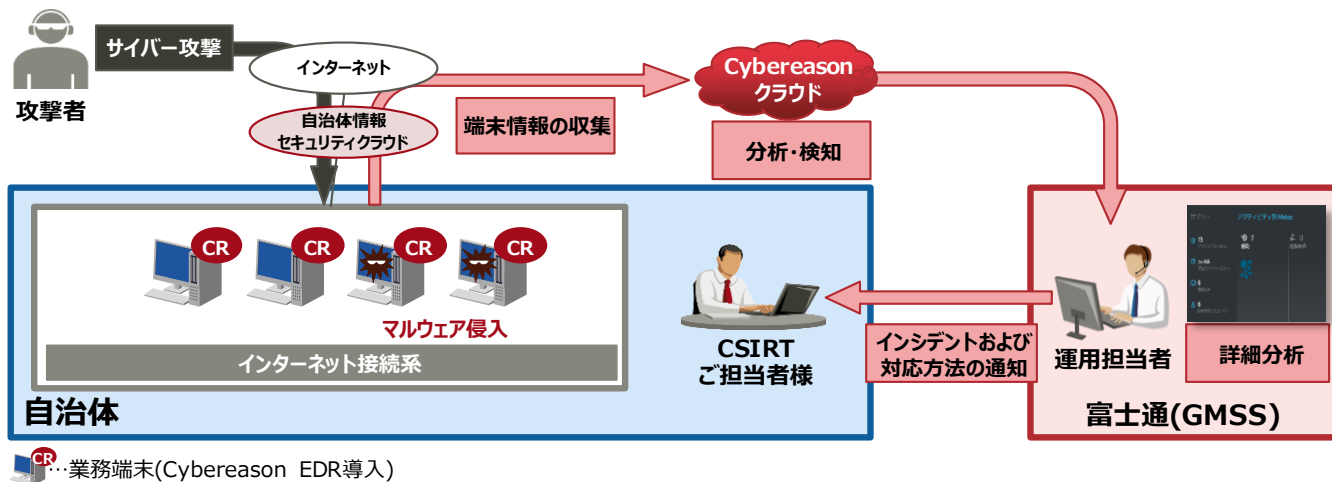 サイバー攻撃
攻撃者
インターネット
自治体情報
セキュリティクラウド
端末情報の収集
Cybereason
クラウド
分析・検知
CR
CR
CR
CR
マルウェア侵入
インターネット接続系
自治体
CSIRT
ご担当者様
インシデントおよび
対応方法の通知
サマリー
運用担当者
詳細分析
富士通(GMSS)
CR
…業務端末(Cybereason EDR導入)